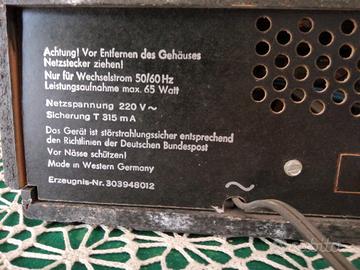 Achtung! Vor Entfernen des Gehäuses
Netzstecker ziehen!
Nur für Wechselstrom 50/60 Hz
Leistungsaufnahme max. 65 Watt
Netzspannung 220 V ~
Sicherung T 315 mA
Das Gerät ist störstrahlungssicher entsprechend
den Richtlinien der Deutschen Bundespost
Vor Nässe schützen!
Made in Western Germany
Erzeugnis-Nr. 303948012
~
subito.it